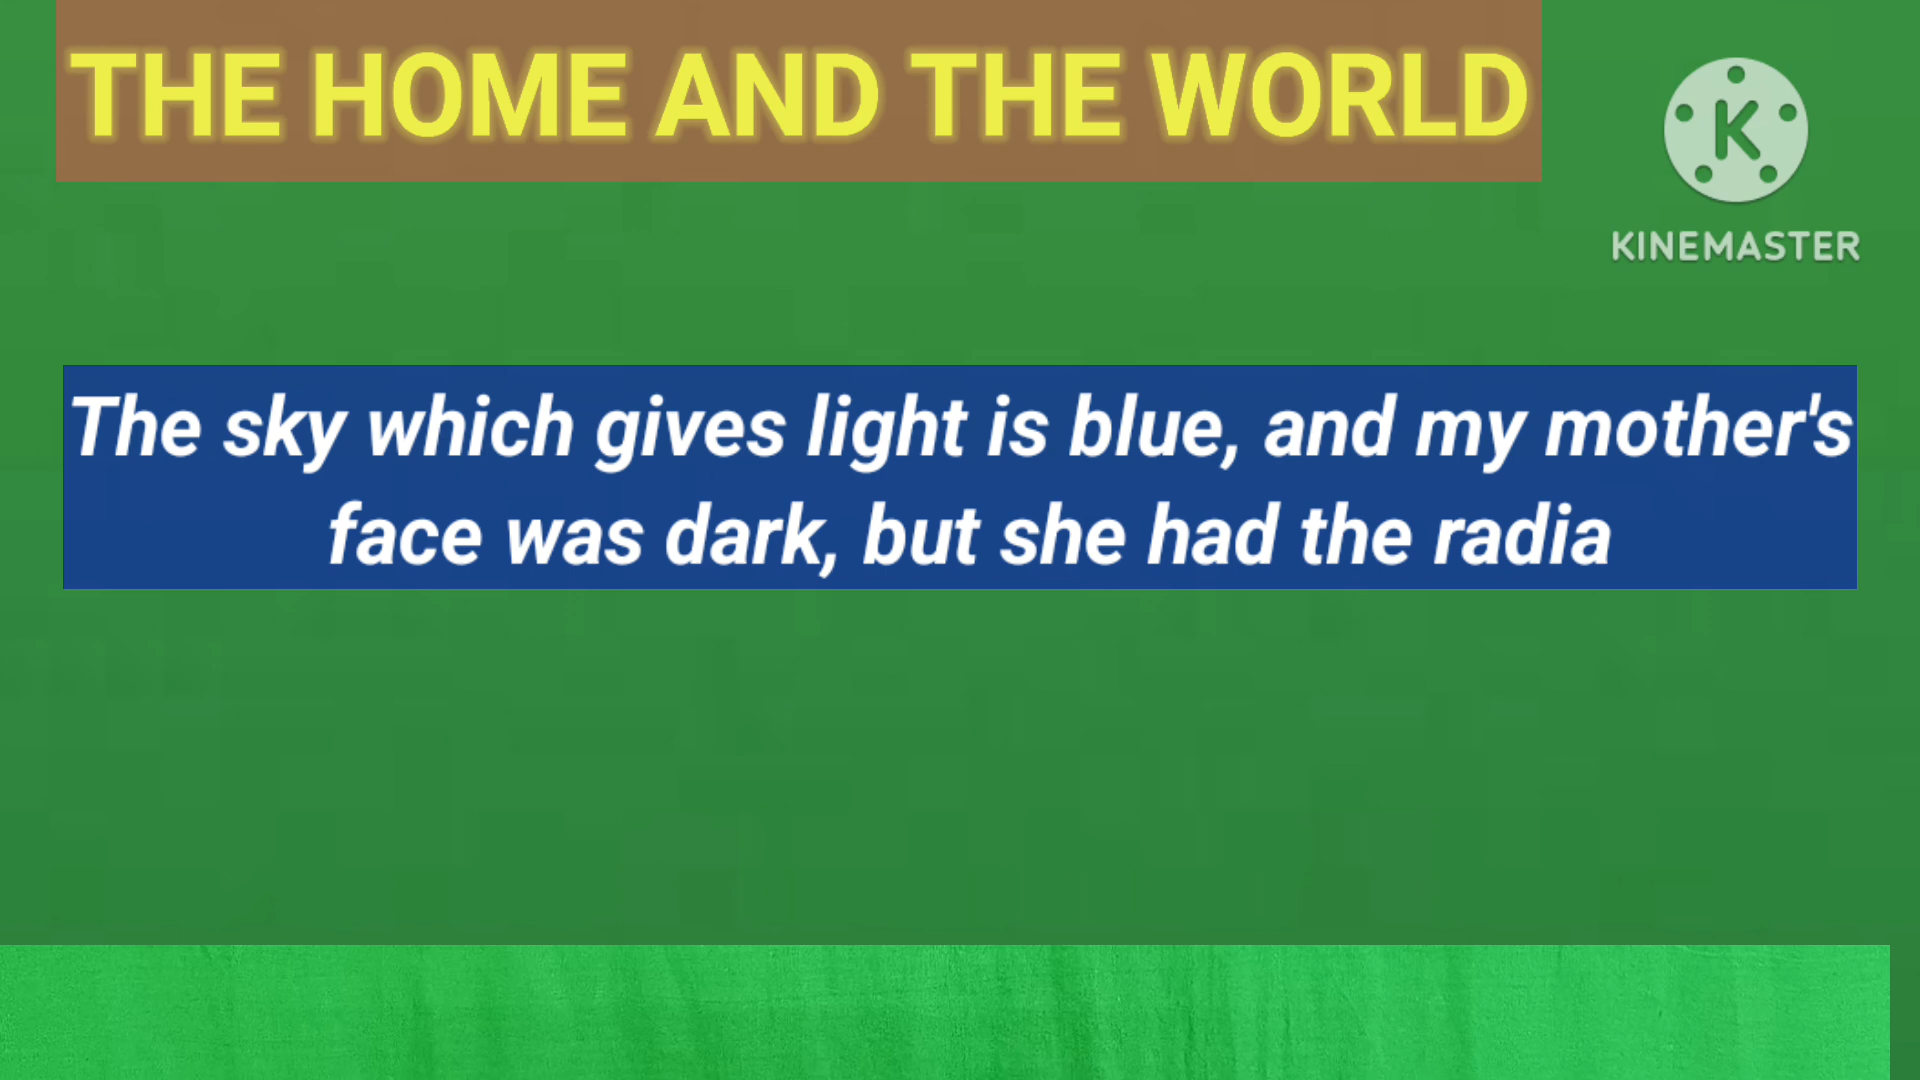 THE HOME AND THE WORLD
K
KINEMASTER
The sky which gives light is blue, and my mother's
face was dark, but she had the radia